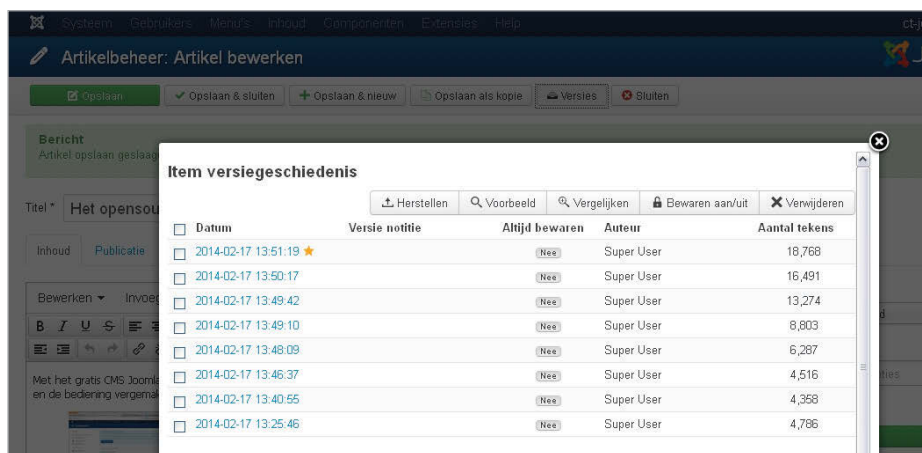 Systeem Gebruikers Menu's Inhoud Componenten Extensies Help
Artikelbeheer: Artikel bewerken
Opslaan Opslaan & sluiten Opslaan & nieuw Opslaan als kopie Versies Sluiten
Bericht
Artikel opslaan geslaag
Item versiegeschiedenis
Titel * Het opensou
Herstellen Voorbeeld Vergelijken Bewaren aan/uit Verwijderen
Datum Versie notitie Altijd bewaren Auteur Aantal tekens
Inhoud Publicatie
2014-02-17 13:51:19 Nee Super User 18,768
2014-02-17 13:50:17 Nee Super User 16,491
2014-02-17 13:49:42 Nee Super User 13,274
2014-02-17 13:49:10 Nee Super User 8,803
2014-02-17 13:48:09 Nee Super User 6,287
2014-02-17 13:46:37 Nee Super User 4,516
2014-02-17 13:40:55 Nee Super User 4,358
2014-02-17 13:25:46 Nee Super User 4,786
Bewerken Invoeg
B I U S
Met het gratis CMS Joomla
en de bediening vergemak